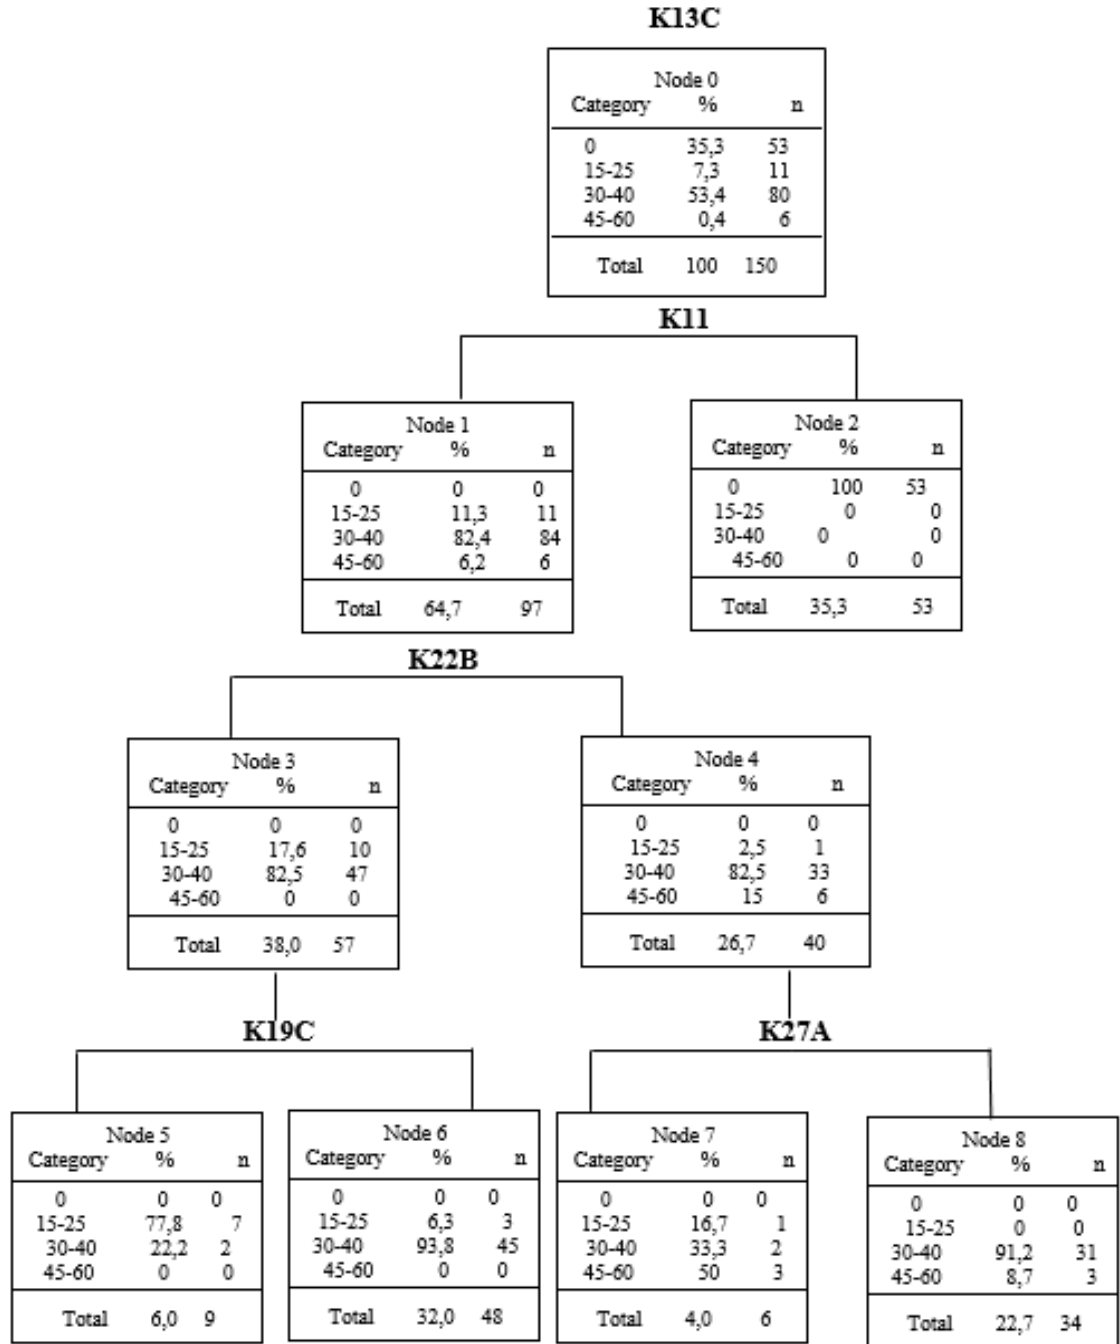 K13C
Node 0
Category % n
0 35,3 53
15-25 7,3 11
30-40 53,4 80
45-60 0,4 6
Total 100 150
K11
Node 1
Category % n
0 0 0
15-25 11,3 11
30-40 82,4 84
45-60 6,2 6
Total 64,7 97
Node 2
Category % n
0 100 53
15-25 0 0
30-40 0 0
45-60 0 0
Total 35,3 53
K22B
Node 3
Category % n
0 0 0
15-25 17,6 10
30-40 82,5 47
45-60 0 0
Total 38,0 57
Node 4
Category % n
0 0 0
15-25 2,5 1
30-40 82,5 33
45-60 15 6
Total 26,7 40
K19C
Node 5
Category % n
0 0 0
15-25 77,8 7
30-40 22,2 2
45-60 0 0
Total 6,0 9
Node 6
Category % n
0 0 0
15-25 6,3 3
30-40 93,8 45
45-60 0 0
Total 32,0 48
K27A
Node 7
Category % n
0 0 0
15-25 16,7 1
30-40 33,3 2
45-60 50 3
Total 4,0 6
Node 8
Category % n
0 0 0
15-25 0 0
30-40 91,2 31
45-60 8,7 3
Total 22,7 34